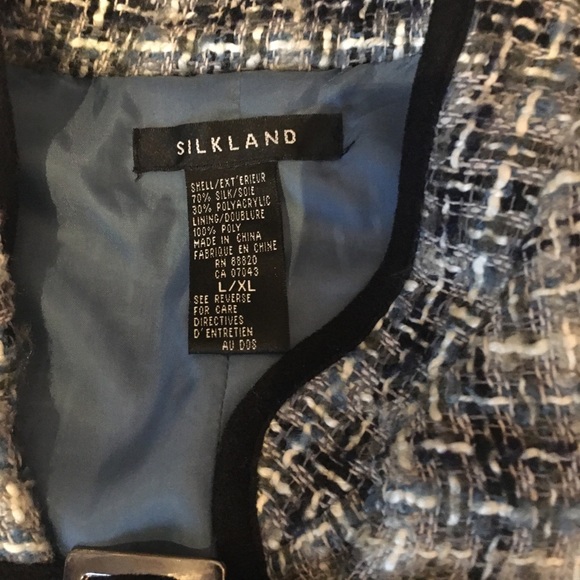 SILKLAND
SHELL/EXT'ERIEUR
70% SILK/SOIE
30% POLYACRYLIC
LINING/DOUBLURE
100% POLY
MADE IN CHINA
FABRIQUE EN CHINE
RN 88820
CA 07043
L/XL
SEE REVERSE
FOR CARE
DIRECTIVES
D'ENTRETIEN
AU DOS